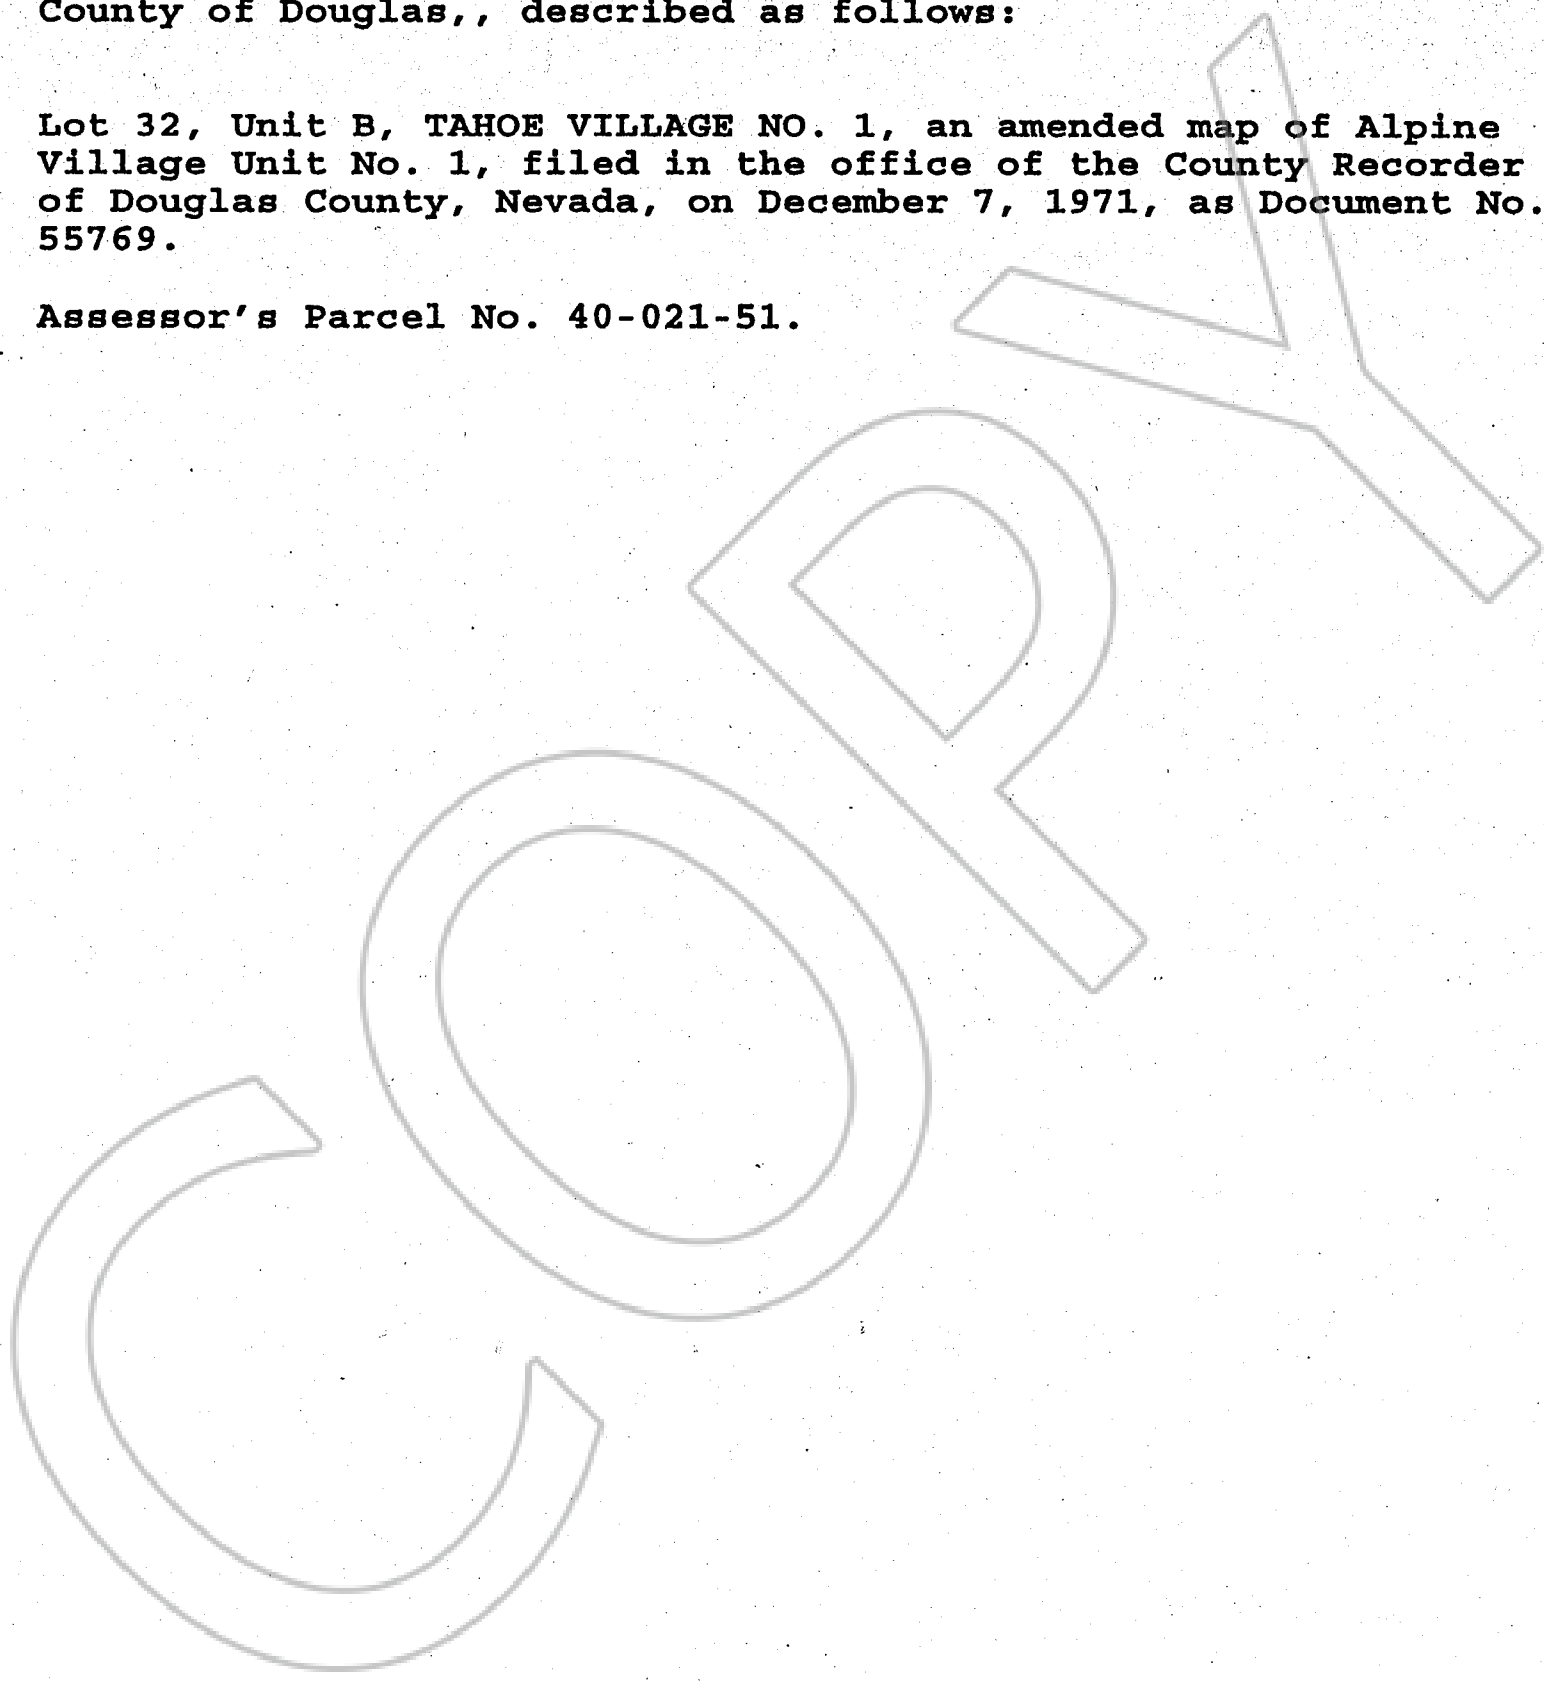 County of Douglas,, described as follows:
Lot 32, Unit B, TAHOE VILLAGE NO. 1, an amended map of Alpine
Village Unit No. 1, filed in the office of the County Recorder
of Douglas County, Nevada, on December 7, 1971, as Document No.
55769.
Assessor's Parcel No. 40-021-51.
COPY